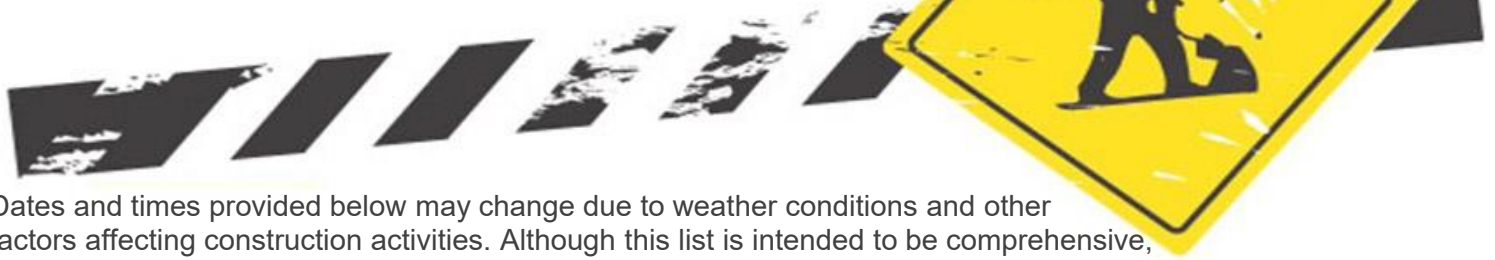 Dates and times provided below may change due to weather conditions and other
actors affecting construction activities. Although this list is intended to be comprehensive,